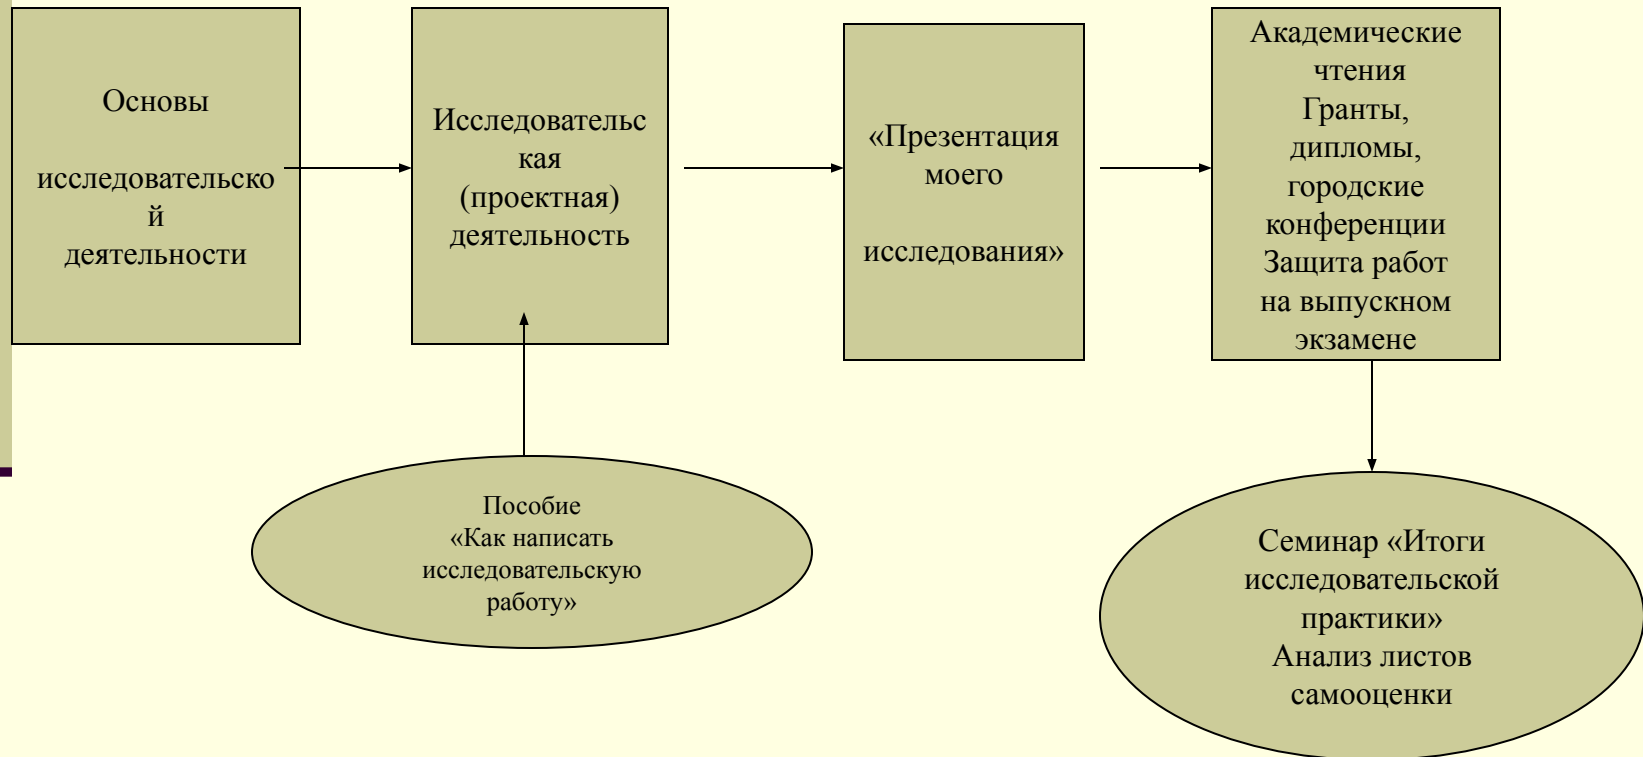 Основы
исследовательско
й
деятельности
Исследовательс
кая
(проектная)
деятельность
«Презентация
моего
исследования»
Академические
чтения
Гранты,
дипломы,
городские
конференции
Защита работ
на выпускном
экзамене
Пособие
«Как написать
исследовательскую
работу»
Семинар «Итоги
исследовательской
практики»
Анализ листов
самооценки